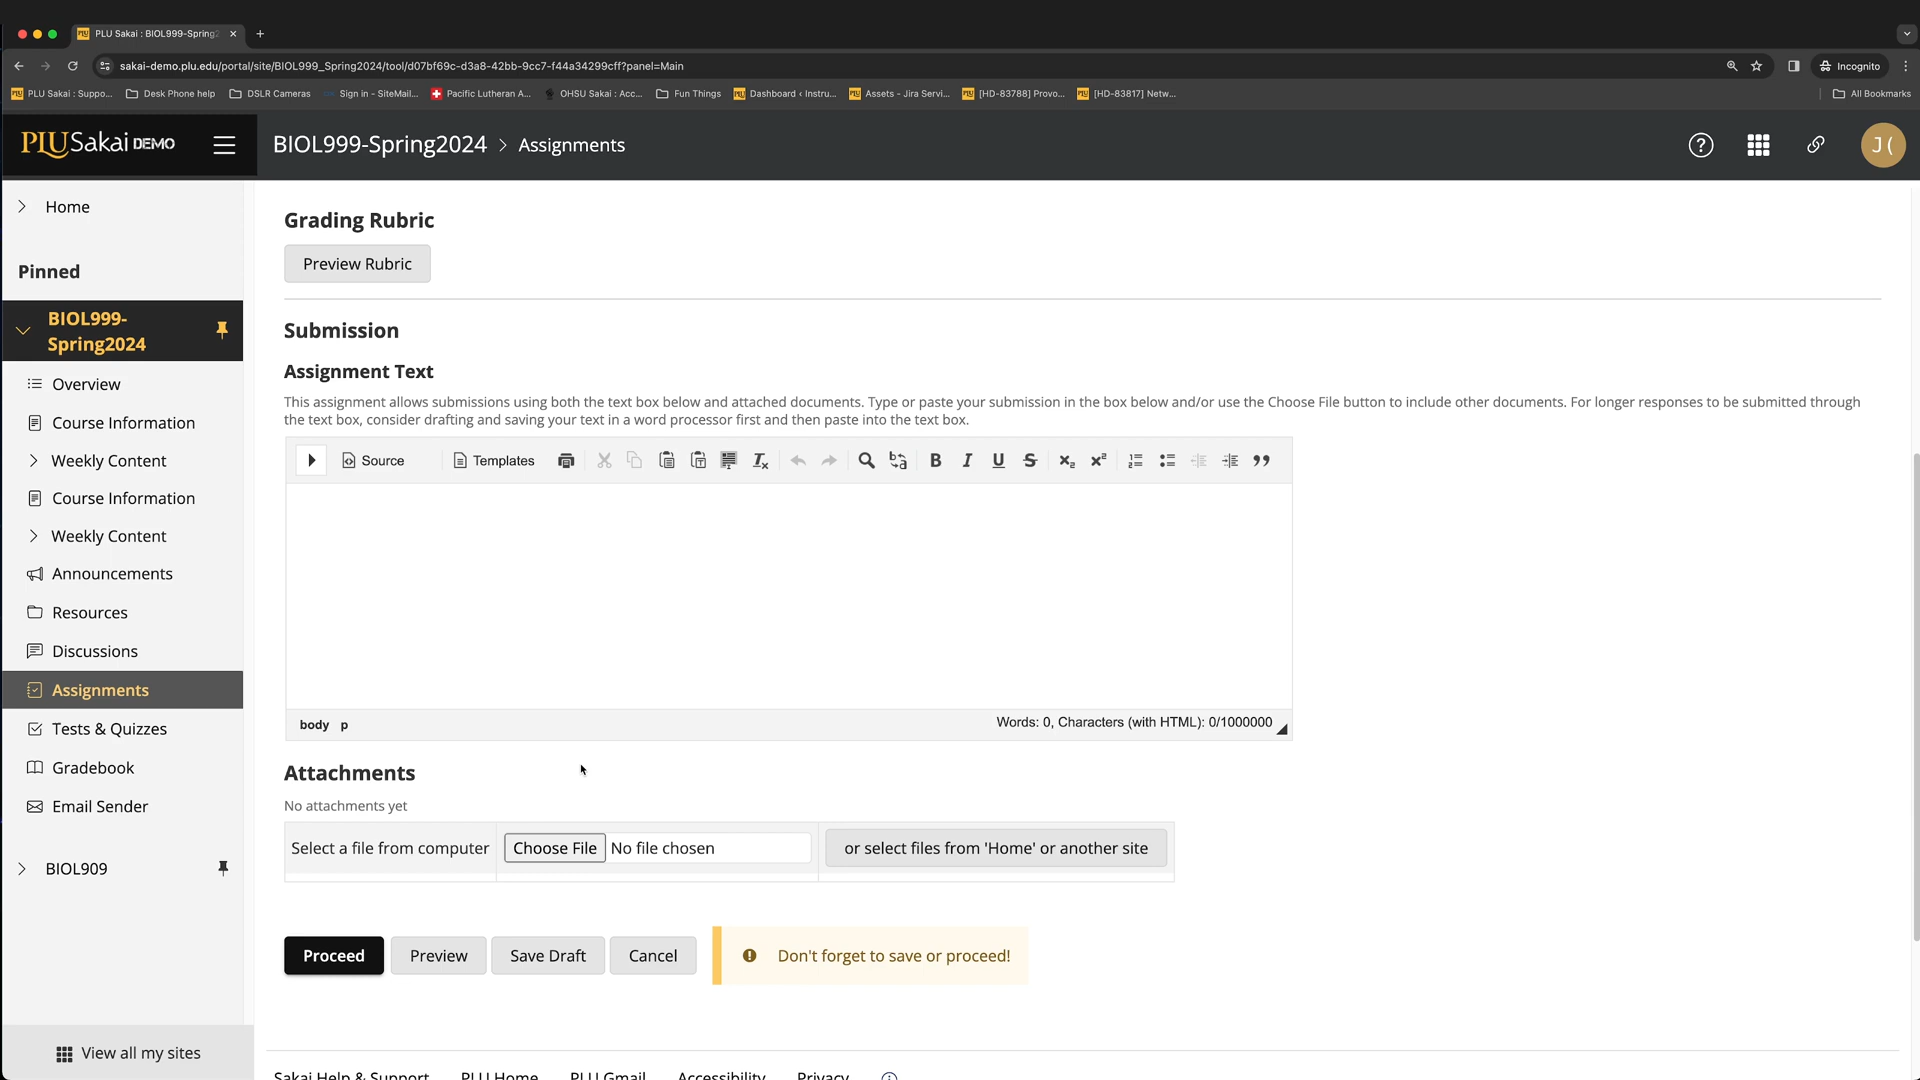 PLU Sakai : BIOL999-Spring2
sakai-demo.plu.edu/portal/site/BIOL999_Spring2024/tool/d07bf69c-d3a8-42bb-9cc7-f44a34299cff?panel=Main
Incognito
PLU Sakai : Suppo...
Desk Phone help
DSLR Cameras
Sign in - SiteMail...
Pacific Lutheran A...
OHSU Sakai : Acc...
Fun Things
Dashboard ‹ Instru...
Assets - Jira Servi...
[HD-83788] Provo...
[HD-83817] Netw...
All Bookmarks
PLU Sakai DEMO
BIOL999-Spring2024 > Assignments
J (
Home
Pinned
BIOL999-
Spring2024
Overview
Course Information
Weekly Content
Course Information
Weekly Content
Announcements
Resources
Discussions
Assignments
Tests & Quizzes
Gradebook
Email Sender
BIOL909
View all my sites
Grading Rubric
Preview Rubric
Submission
Assignment Text
This assignment allows submissions using both the text box below and attached documents. Type or paste your submission in the box below and/or use the Choose File button to include other documents. For longer responses to be submitted through
the text box, consider drafting and saving your text in a word processor first and then paste into the text box.
Source
Templates
body p
Words: 0, Characters (with HTML): 0/1000000
Attachments
No attachments yet
Select a file from computer
Choose File No file chosen
or select files from 'Home' or another site
Proceed
Preview
Save Draft
Cancel
Don't forget to save or proceed!
Sakai Help & Support
PLU Home
PLU Gmail
Accessibility
Privacy